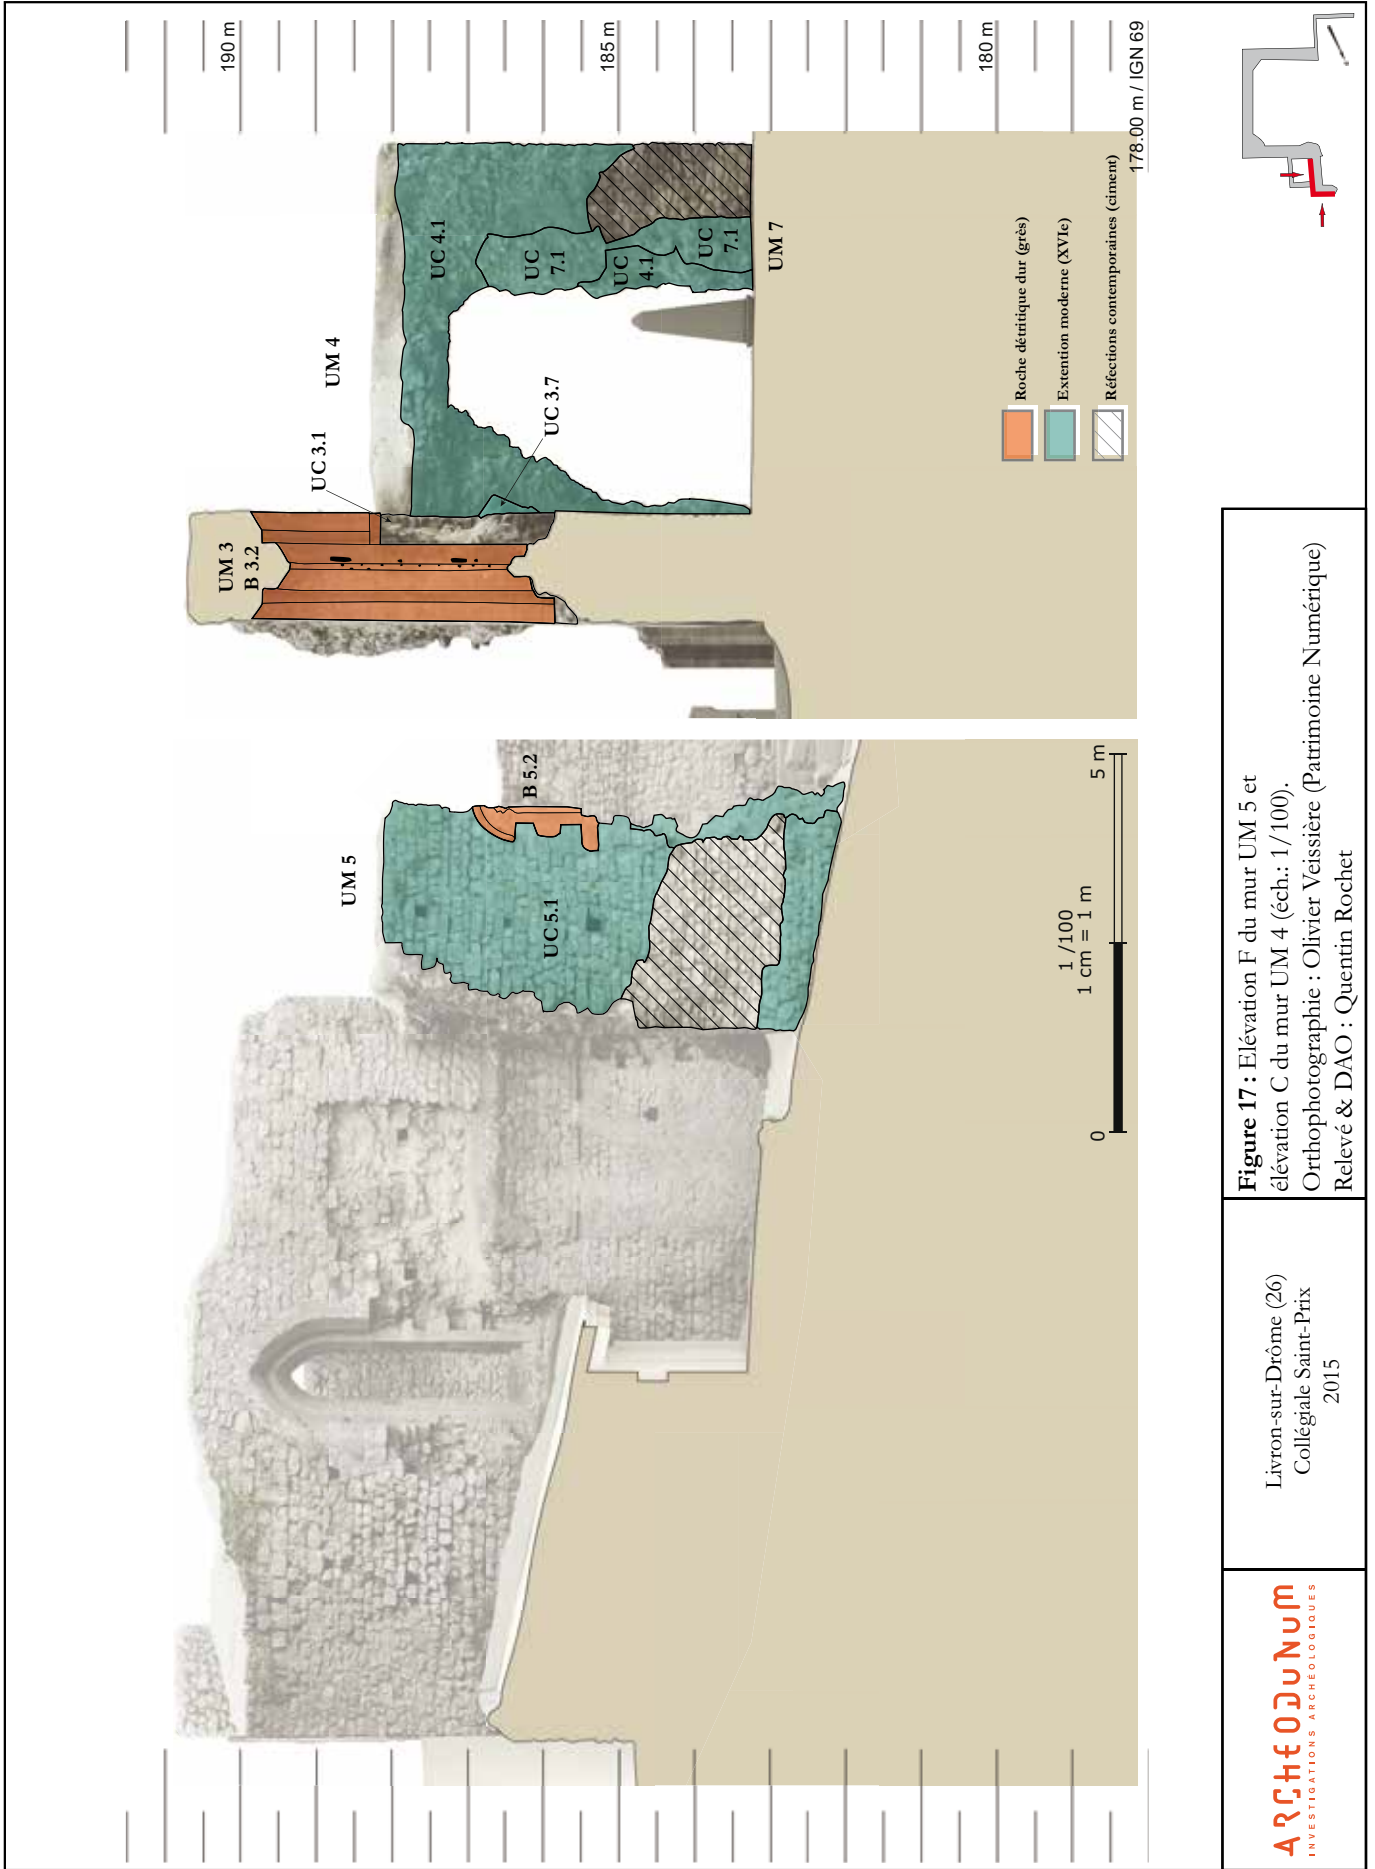 190 m
185 m
180 m
178.00 m / IGN 69
UM 5
UC 5.1
B 5.2
UM 3
B 3.2
UC 3.1
UM 4
UC 4.1
UC 3.7
UC
7.1
UC
4.1
UC
7.1
UM 7
Roche détritique dur (grès)
Extention moderne (XVIe)
Réfections contemporaines (ciment)
1 /100
1 cm = 1 m
0
5 m
ARCHEODUNUM
INVESTIGATIONS ARCHÉOLOGIQUES
Livron-sur-Drôme (26)
Collégiale Saint-Prix
2015
Figure 17 : Elévation F du mur UM 5 et
élévation C du mur UM 4 (éch.: 1/100).
Orthophotographie : Olivier Veissière (Patrimoine Numérique)
Relevé & DAO : Quentin Rochet